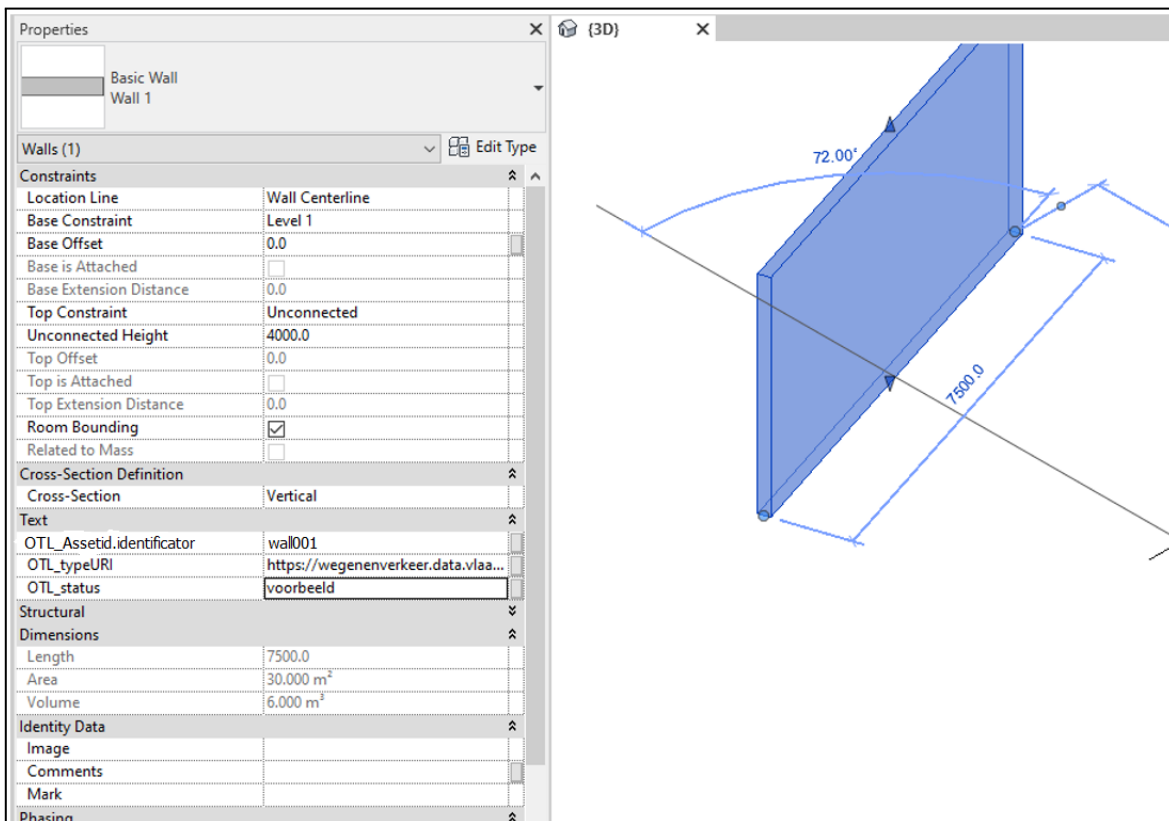 Properties
Basic Wall
Wall 1
Walls (1)
Edit Type
Constraints
Location Line Wall Centerline
Base Constraint Level 1
Base Offset 0.0
Base is Attached
Base Extension Distance 0.0
Top Constraint Unconnected
Unconnected Height 4000.0
Top Offset 0.0
Top is Attached
Top Extension Distance 0.0
Room Bounding
Related to Mass
Cross-Section Definition
Cross-Section Vertical
Text
OTL_Assetid.identificator wall001
OTL_typeURI https://wegenenverkeer.data.vlaa...
OTL_status voorbeeld
Structural
Dimensions
Length 7500.0
Area 30.000 m²
Volume 6.000 m³
Identity Data
Image
Comments
Mark
Phasing
{3D}
72.00°
7500.0